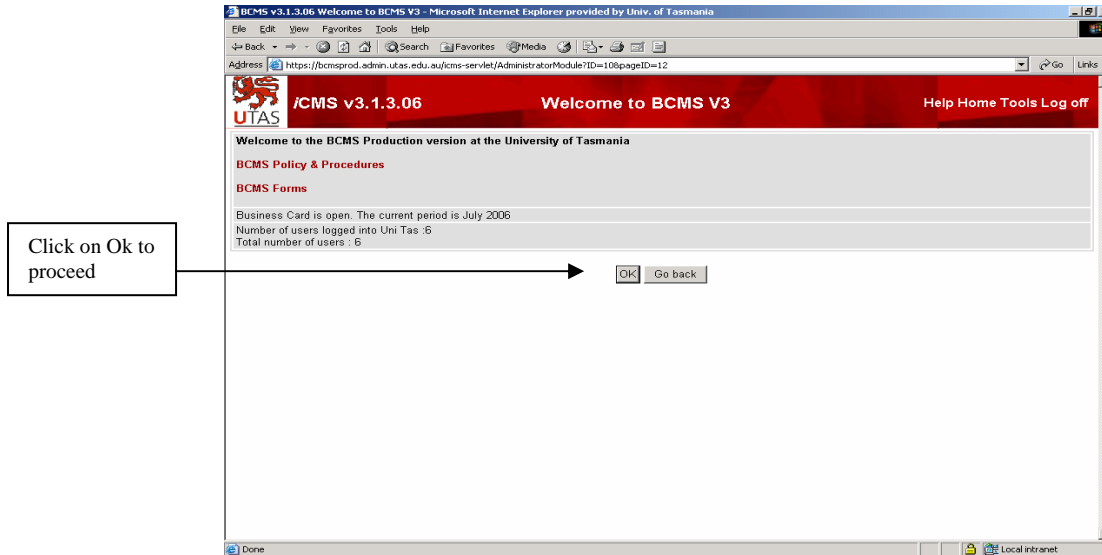 BCMS v3.1.3.06 Welcome to BCMS V3 - Microsoft Internet Explorer provided by Univ. of Tasmania
File Edit View Favorites Tools Help
Back Search Favorites Media
Address https://bcmsprod.admin.utas.edu.au/icms-servlet/AdministratorModule?ID=10&pageID=12 Go Links
UTAS iCMS v3.1.3.06 Welcome to BCMS V3 Help Home Tools Log off
Welcome to the BCMS Production version at the University of Tasmania
BCMS Policy & Procedures
BCMS Forms
Business Card is open. The current period is July 2006
Number of users logged into Uni Tas :6
Total number of users : 6
Click on Ok to
proceed
OK Go back
Done Local intranet